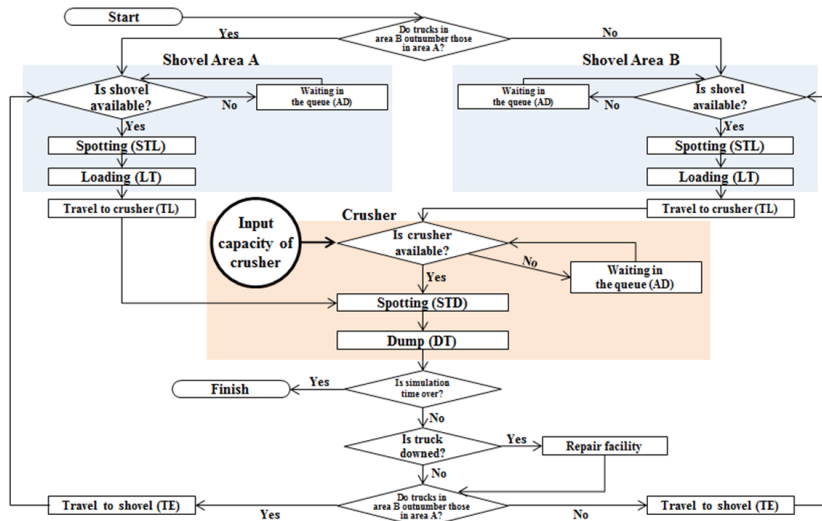 Start
Do trucks in
area B outnumber those
in area A?
Yes
No
Shovel Area A
Shovel Area B
Is shovel
available?
No
Waiting in
the queue (AD)
Waiting in
the queue (AD)
No
Is shovel
available?
Yes
Yes
Spotting (STL)
Spotting (STL)
Loading (LT)
Loading (LT)
Travel to crusher (TL)
Travel to crusher (TL)
Crusher
Input
capacity of
crusher
Is crusher
available?
No
Waiting in
the queue (AD)
Yes
Spotting (STD)
Dump (DT)
Is simulation
time over?
Yes
Finish
No
Is truck
downed?
Yes
Repair facility
No
Do trucks in
area B outnumber those
in area A?
Travel to shovel (TE)
Yes
No
Travel to shovel (TE)